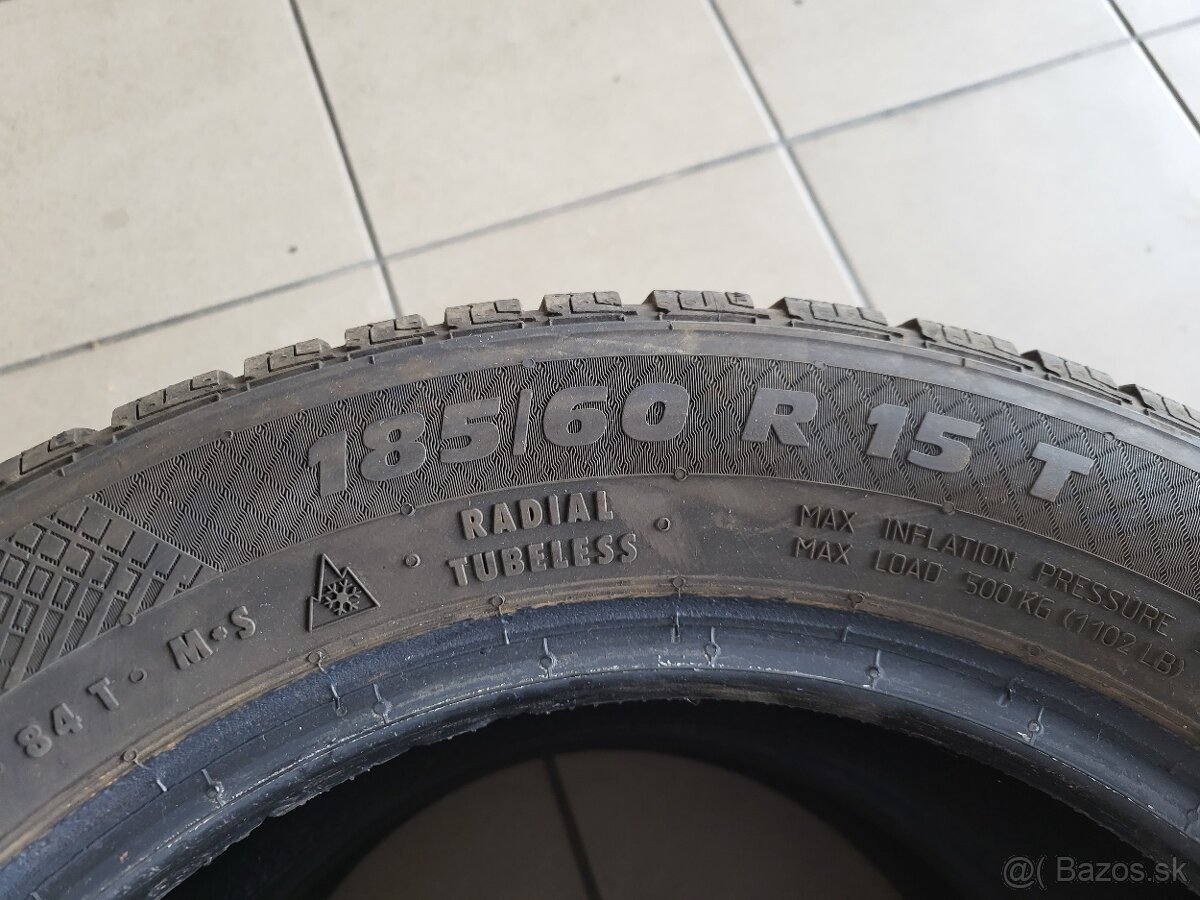 185/60 R 15 T
RADIAL
TUBELESS
MAX INFLATION PRESSURE
MAX LOAD 500 KG (1102 LB)
84 T · M·S
@( Bazos.sk